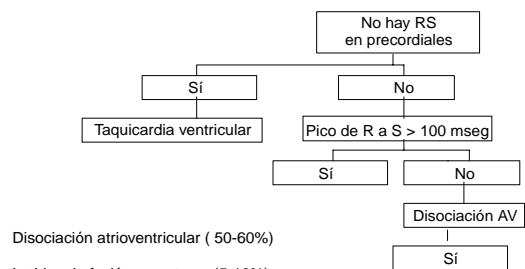 No hay RS
en precordiales
Sí
No
Taquicardia ventricular
Pico de R a S > 100 mseg
Sí
No
Disociación AV
Disociación atrioventricular ( 50-60%)
Sí